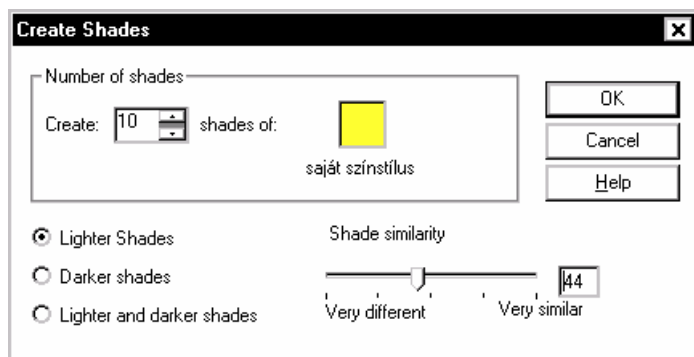 Create Shades
Number of shades
Create: 10 shades of:
saját színstílus
OK
Cancel
Help
Lighter Shades
Darker shades
Lighter and darker shades
Shade similarity
44
Very different Very similar